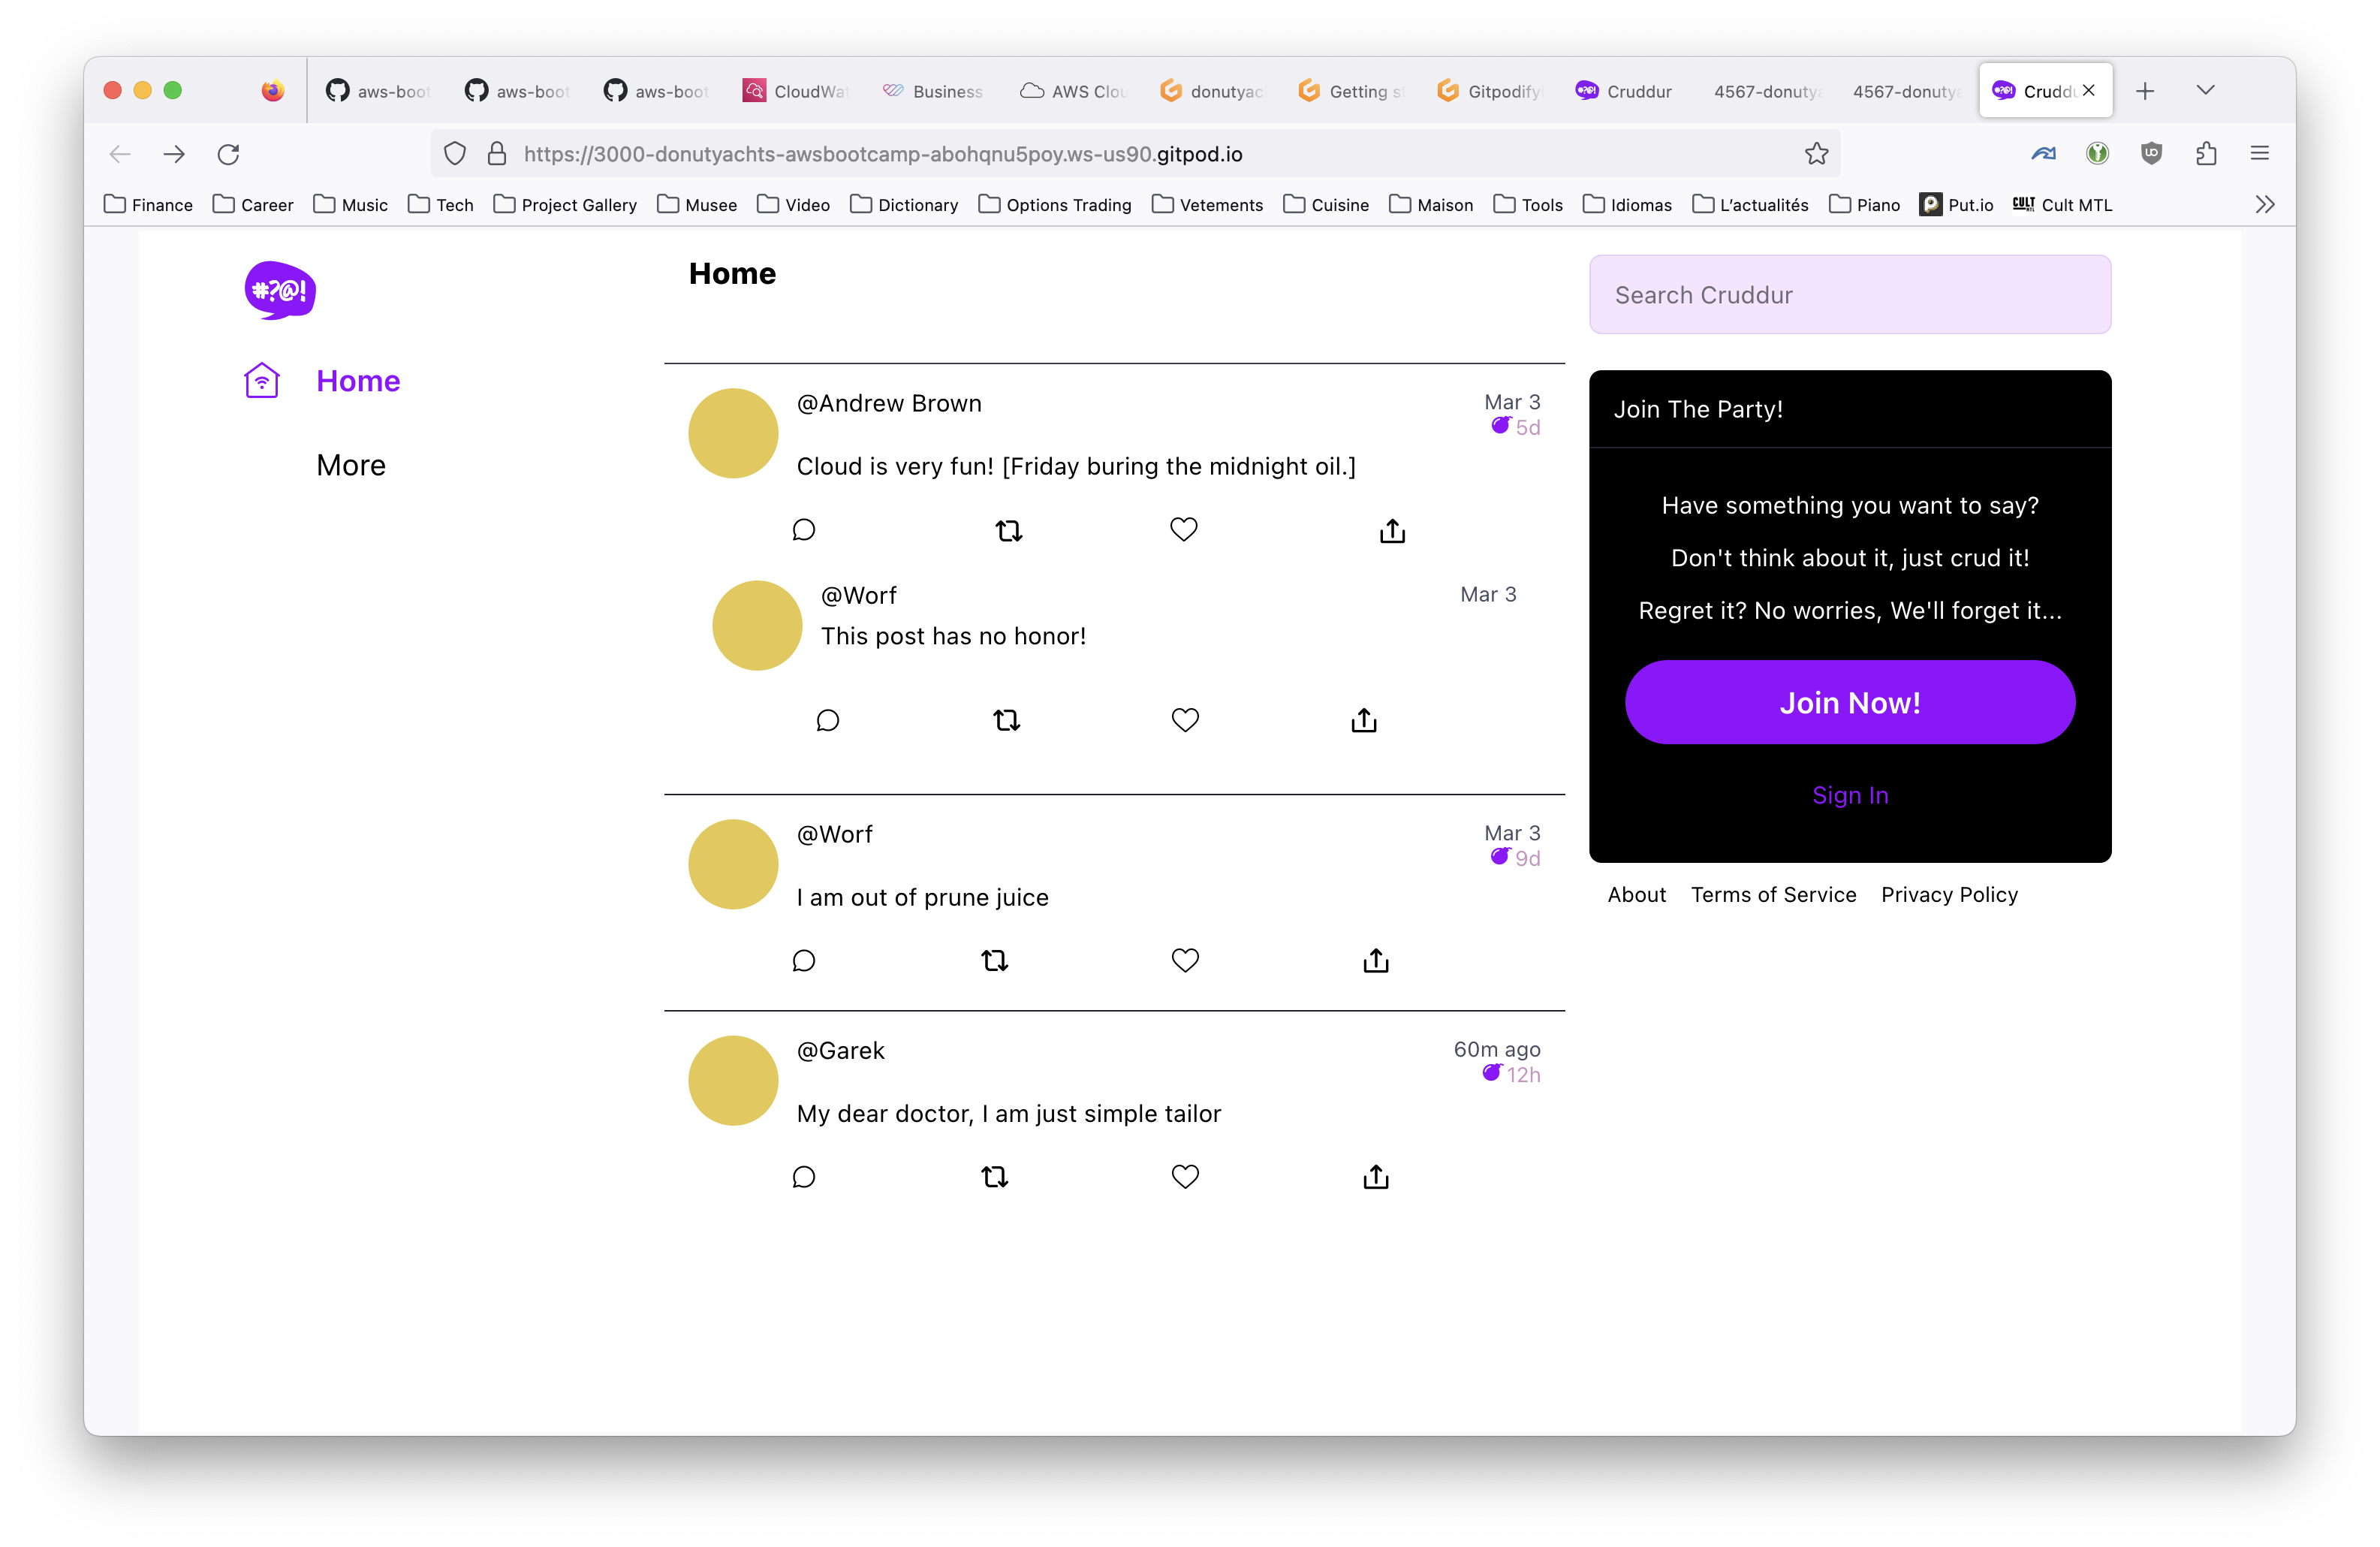 aws-boot
aws-boot
aws-boot
CloudWat
Business
AWS Clou
donutyac
Getting s
Gitpodify
Cruddur
4567-donutya
4567-donutya
Cruddu
https://3000-donutyachts-awsbootcamp-abohqnu5poy.ws-us90.gitpod.io
Finance
Career
Music
Tech
Project Gallery
Musee
Video
Dictionary
Options Trading
Vetements
Cuisine
Maison
Tools
Idiomas
L'actualités
Piano
Put.io
CULT MTL
Cult MTL
#?@!
Home
More
Home
@Andrew Brown
Mar 3
5d
Cloud is very fun! [Friday buring the midnight oil.]
@Worf
Mar 3
This post has no honor!
@Worf
Mar 3
9d
I am out of prune juice
@Garek
60m ago
12h
My dear doctor, I am just simple tailor
Search Cruddur
Join The Party!
Have something you want to say?
Don't think about it, just crud it!
Regret it? No worries, We'll forget it...
Join Now!
Sign In
About
Terms of Service
Privacy Policy